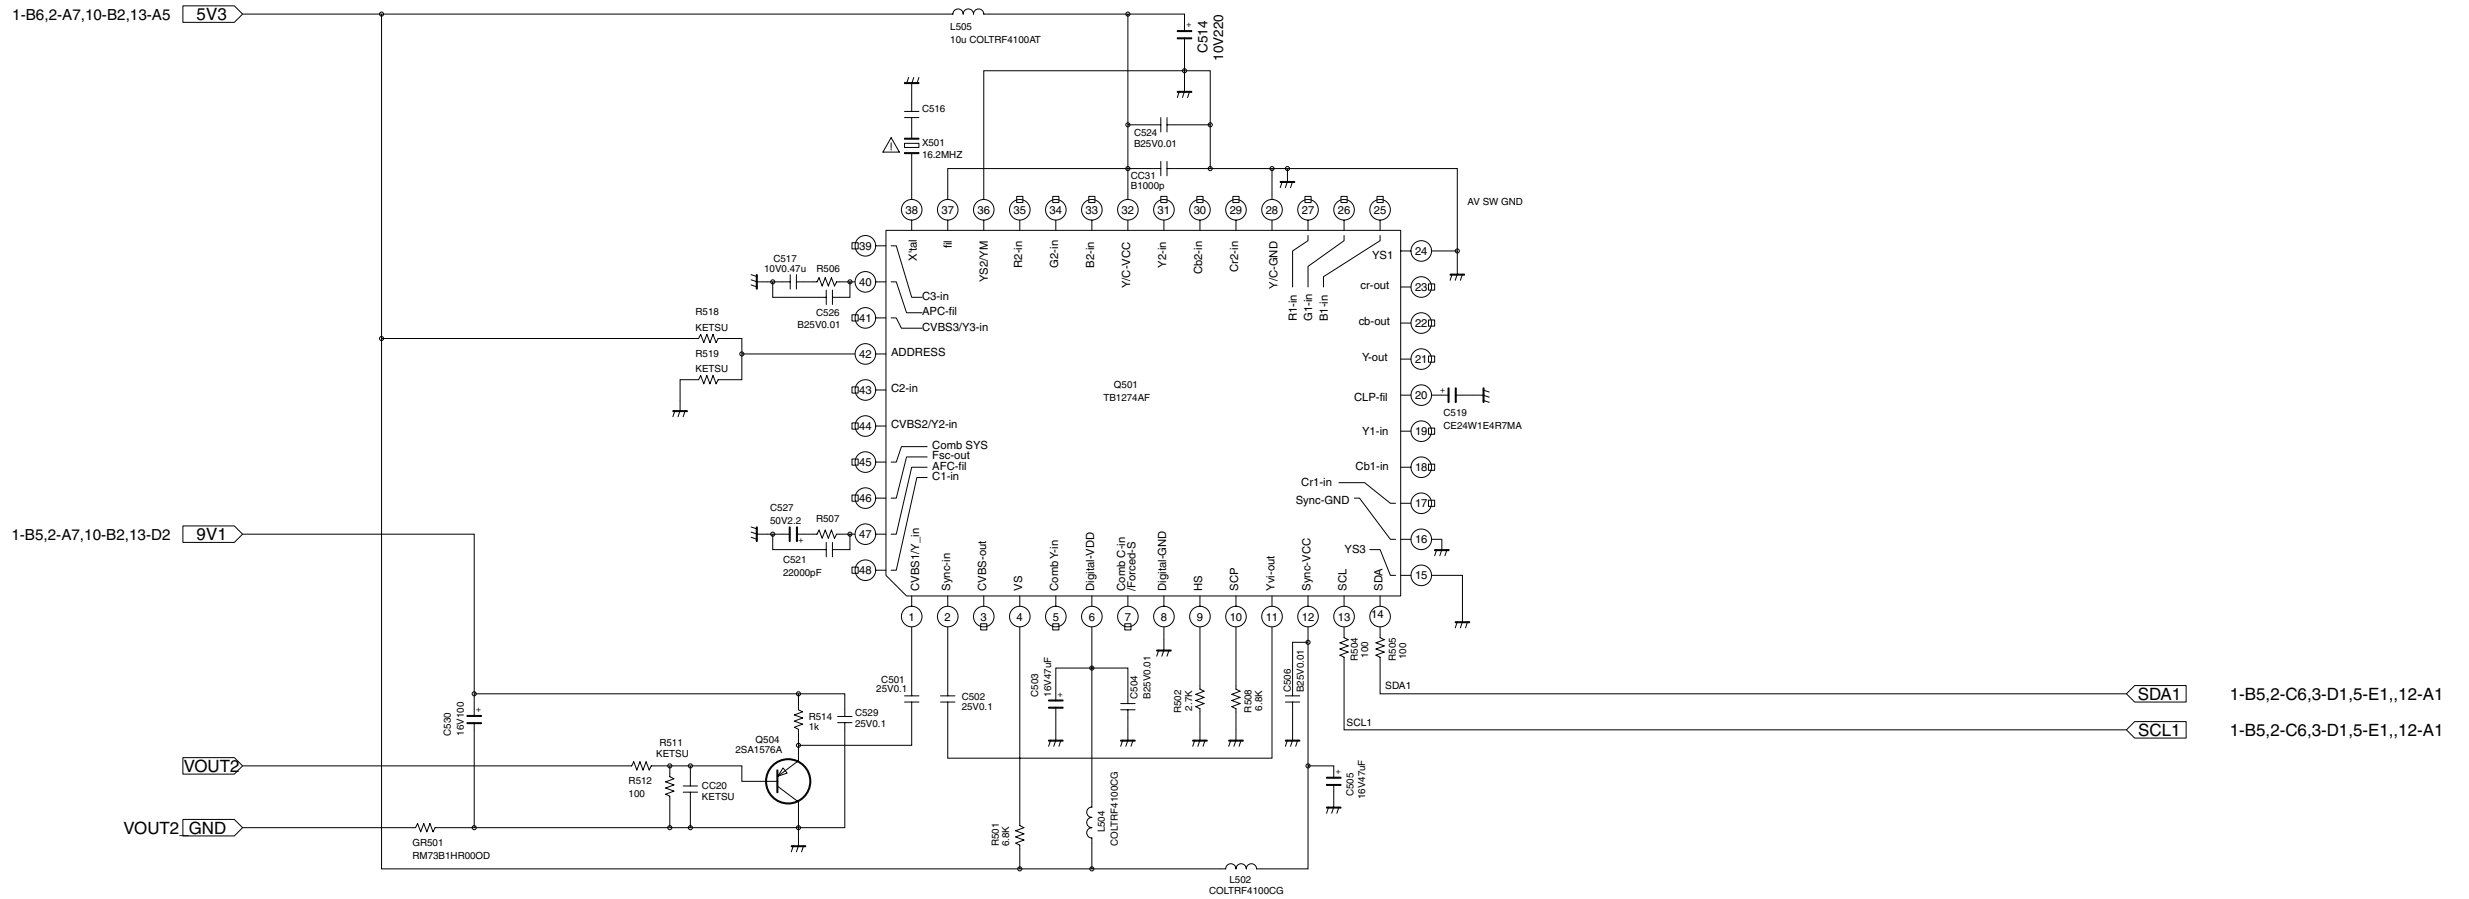 1-B6,2-A7,10-B2,13-A5 5V3
L505
10u COLTRF4100AT
C514
10V220
C516
X501
16.2MHZ
C524
B25V0.01
CC31
B1000p
38 37 36 35 34 33 32 31 30 29 28 27 26 25
AV SW GND
X'tal
fil
YS2/YM
R2-in
G2-in
B2-in
Y/C-VCC
Y2-in
Cb2-in
Cr2-in
Y/C-GND
R1-in
G1-in
B1-in
YS1 24
cr-out 23
cb-out 22
Y-out 21
CLP-fil 20
C519
CE24W1E4R7MA
Y1-in 19
Cb1-in 18
Cr1-in 17
Sync-GND 16
YS3 15
39 C3-in
C517
10V0.47u
R506
40 APC-fil
C526
B25V0.01
41 CVBS3/Y3-in
R518
KETSU
R519
KETSU
42 ADDRESS
43 C2-in
44 CVBS2/Y2-in
Q501
TB1274AF
45 Comb SYS
46 Fsc-out
47 AFC-fil
48 C1-in
C527
50V2.2
R507
C521
22000pF
1-B5,2-A7,10-B2,13-D2 9V1
CVBS1/Y_in
Sync-in
CVBS-out
VS
Comb Y-in
Digital-VDD
Comb C-in
/Forced-S
Digital-GND
HS
SCP
Yvi-out
Sync-VCC
SCL
SDA
1 2 3 4 5 6 7 8 9 10 11 12 13 14
C501
25V0.1
C502
25V0.1
C503
16V47uF
C504
B25V0.01
R502
2.7K
R508
6.8K
C506
B25V0.01
R504
100
R505
100
SDA1
SDA1 1-B5,2-C6,3-D1,5-E1,,12-A1
SCL1
SCL1 1-B5,2-C6,3-D1,5-E1,,12-A1
C530
16V100
R514
1k
C529
25V0.1
Q504
2SA1576A
VOUT2
R511
KETSU
R512
100
CC20
KETSU
C505
16V47uF
VOUT2_GND
GR501
RM73B1HR00OD
R501
6.8K
L504
COLTRF4100CG
L502
COLTRF4100CG